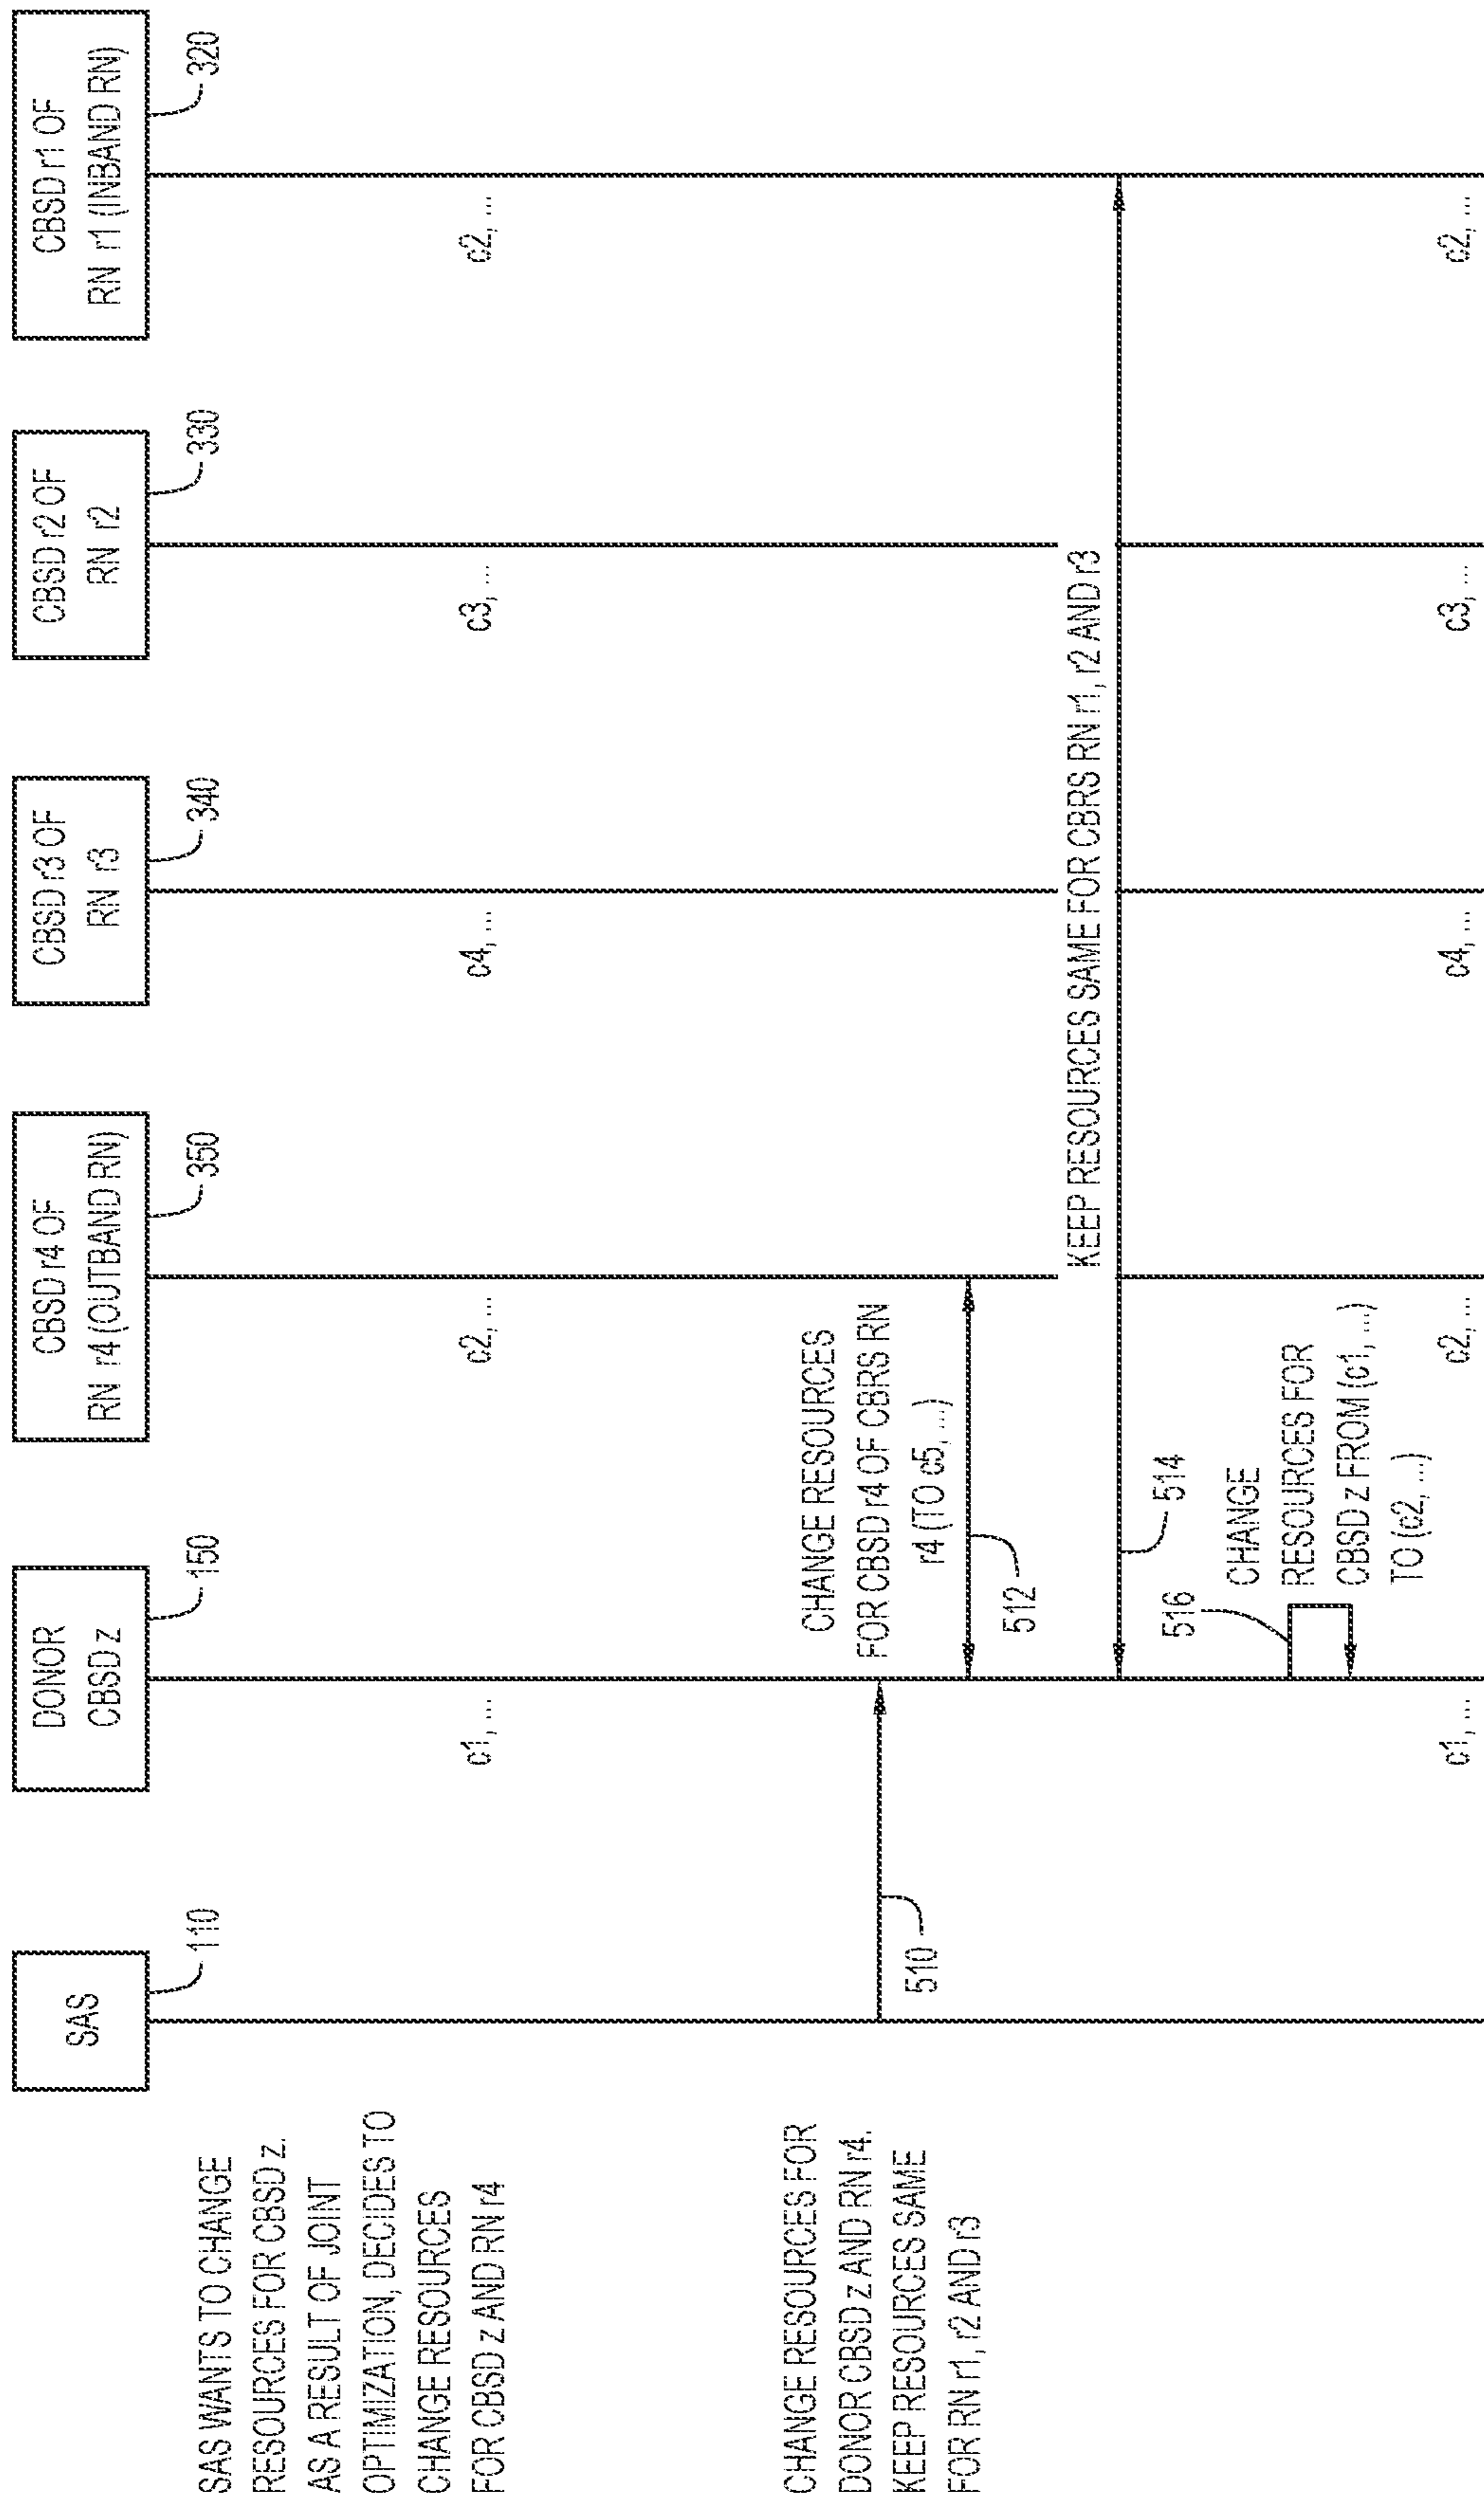 SAS
110
DONOR
CBSD z
150
CBSD r4 OF
RN r4 (OUTBAND RN)
350
CBSD r3 OF
RN r3
340
CBSD r2 OF
RN r2
330
CBSD r1 OF
RN r1 (INBAND RN)
320
SAS WANTS TO CHANGE
RESOURCES FOR CBSD z.
AS A RESULT OF JOINT
OPTIMIZATION, DECIDES TO
CHANGE RESOURCES
FOR CBSD z AND RN r4
c1, ...
c2, ...
c4, ...
c3, ...
c2, ...
CHANGE RESOURCES FOR
DONOR CBSD z AND RN r4.
KEEP RESOURCES SAME
FOR RN r1, r2 AND r3
510
CHANGE RESOURCES
FOR CBSD r4 OF CBRS RN
r4 (TO c5, ...)
512
KEEP RESOURCES SAME FOR CBRS RN r1, r2 AND r3
514
516
CHANGE
RESOURCES FOR
CBSD z FROM (c1, ...)
TO (c2, ...)
c1, ...
c2, ...
c4, ...
c3, ...
c2, ...